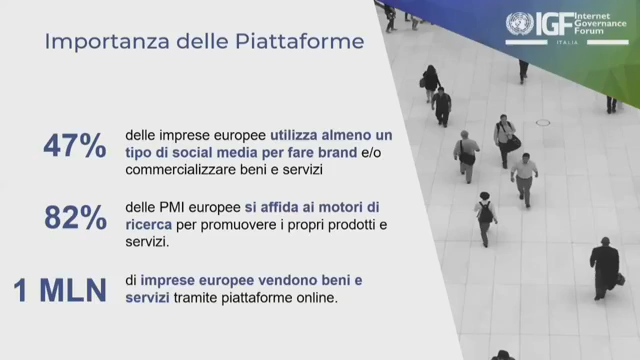 Importanza delle Piattaforme
IGF Internet
Governance
Forum
ITALIA
47%
delle imprese europee utilizza almeno un
tipo di social media per fare brand e/o
commercializzare beni e servizi
82%
delle PMI europee si affida ai motori di
ricerca per promuovere i propri prodotti e
servizi.
1 MLN
di imprese europee vendono beni e
servizi tramite piattaforme online.